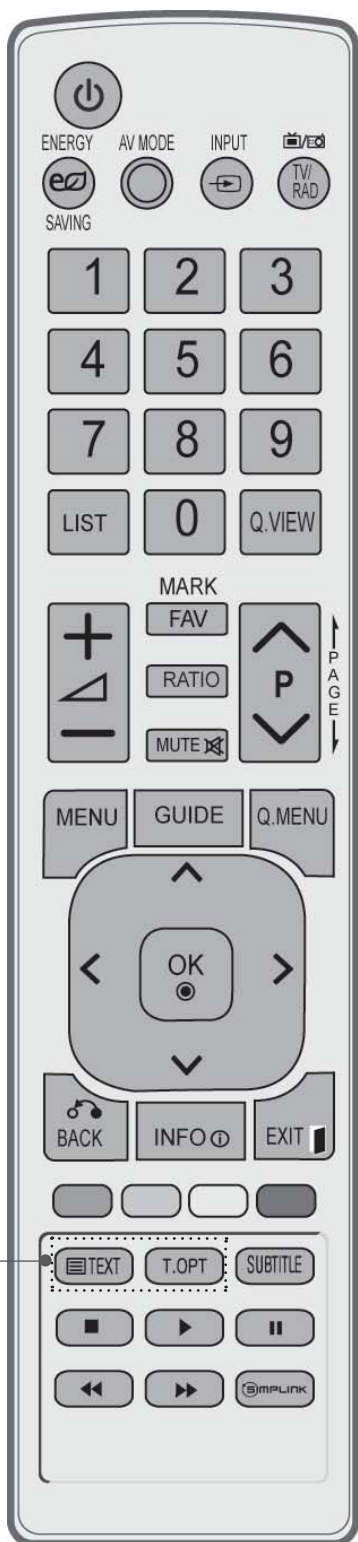 ENERGY AV MODE INPUT
TV/
RAD
SAVING
1 2 3
4 5 6
7 8 9
LIST 0 Q.VIEW
MARK
FAV
RATIO P
MUTE
PAGE
MENU GUIDE Q.MENU
OK
BACK INFO EXIT
TEXT T.OPT SUBTITLE
SIMPLINK